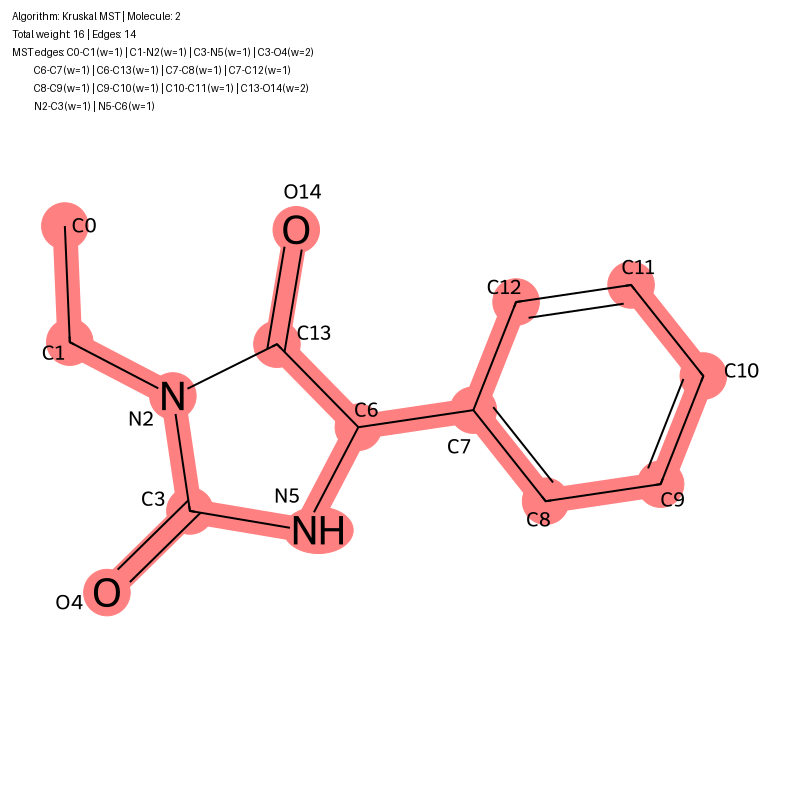 Algorithm: Kruskal MST | Molecule: 2
Total weight: 16 | Edges: 14
MST edges: C0-C1(w=1) | C1-N2(w=1) | C3-N5(w=1) | C3-O4(w=2)
C6-C7(w=1) | C6-C13(w=1) | C7-C8(w=1) | C7-C12(w=1)
C8-C9(w=1) | C9-C10(w=1) | C10-C11(w=1) | C13-O14(w=2)
N2-C3(w=1) | N5-C6(w=1)
O14
C0
O
C11
C12
C13
C1
C10
N
C6
N2
C7
N5
C3
C9
C8
NH
O
O4